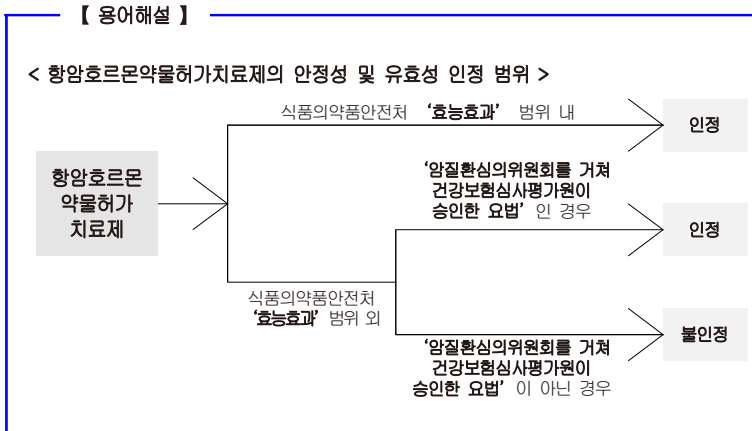 【 용어해설 】
< 항암호르몬약물허가치료제의 안정성 및 유효성 인정 범위 >
식품의약품안전처 ‘효능효과’ 범위 내
인정
항암호르몬
약물허가
치료제
‘암질환심의위원회를 거쳐
건강보험심사평가원이
승인한 요법’ 인 경우
인정
식품의약품안전처
‘효능효과’ 범위 외
불인정
‘암질환심의위원회를 거쳐
건강보험심사평가원이
승인한 요법’ 이 아닌 경우